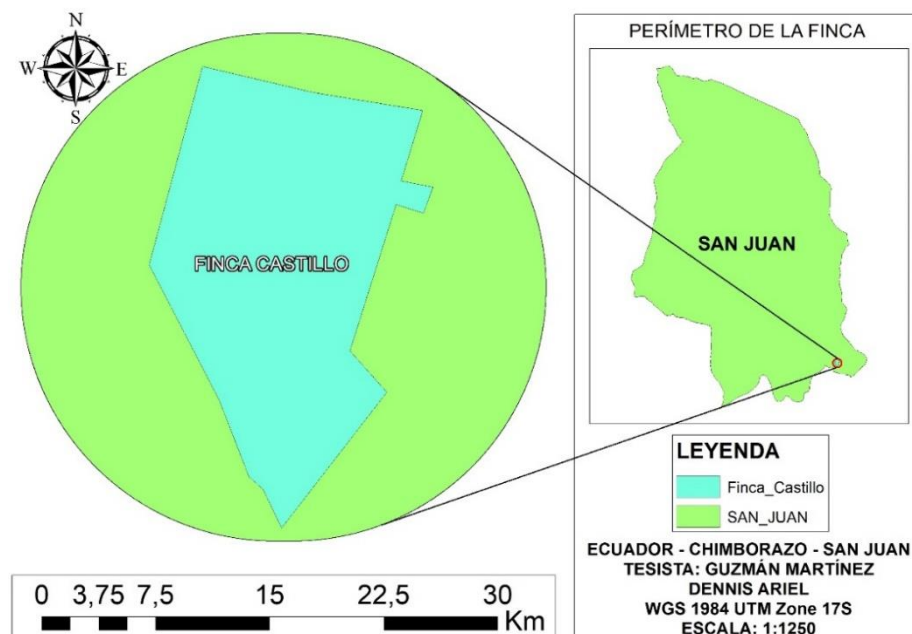 N
W E
S
FINCA CASTILLO
0 3,75 7,5 15 22,5 30
Km
PERÍMETRO DE LA FINCA
SAN JUAN
LEYENDA
Finca_Castillo
SAN_JUAN
ECUADOR - CHIMBORAZO - SAN JUAN
TESISTA: GUZMÁN MARTÍNEZ
DENNIS ARIEL
WGS 1984 UTM Zone 17S
ESCALA: 1:1250